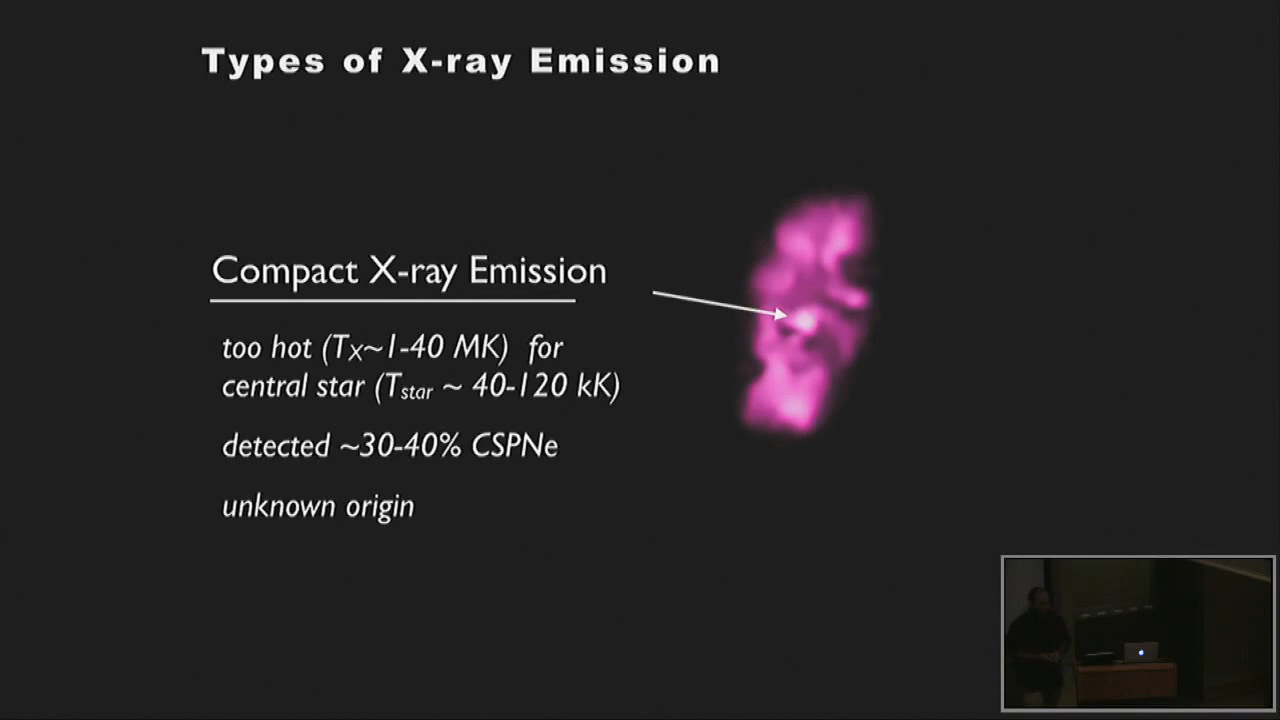 Types of X-ray Emission
Compact X-ray Emission
too hot (Tx~1-40 MK) for
central star (Tstar ~ 40-120 kK)
detected ~30-40% CSPNe
unknown origin